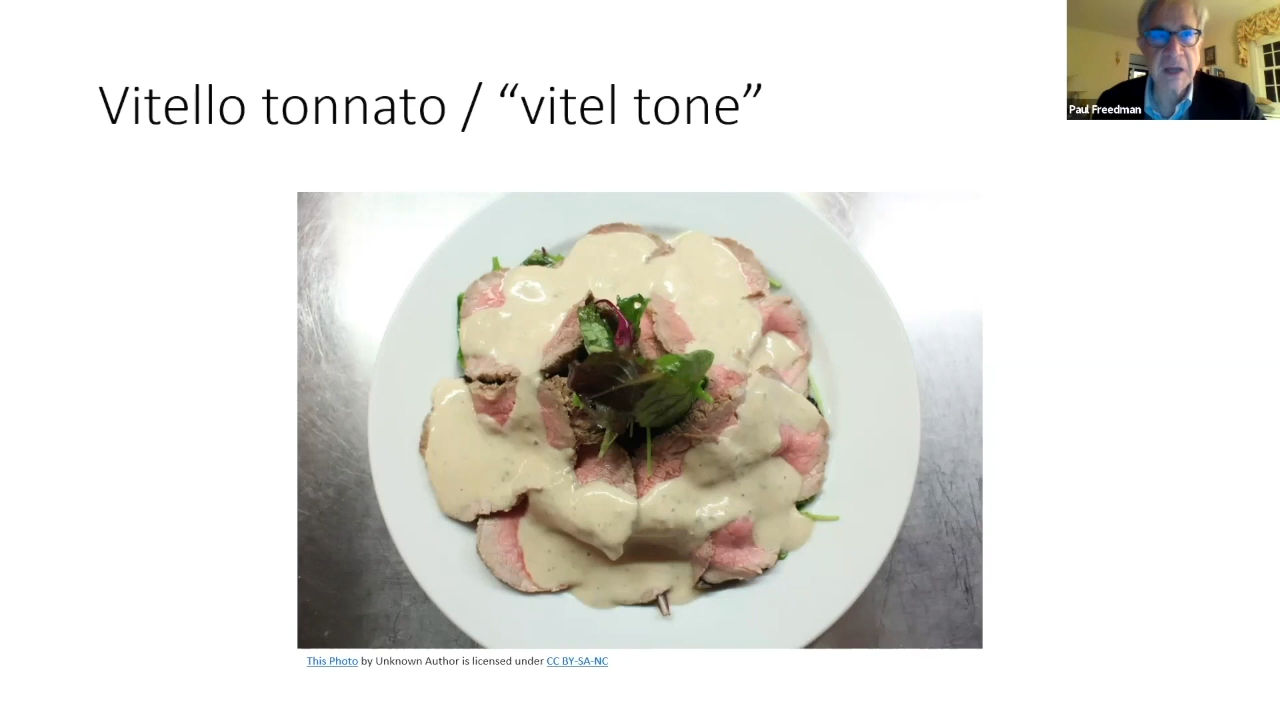 Vitello tonnato / “vitel tone”
Paul Freedman
This Photo by Unknown Author is licensed under CC BY-SA-NC